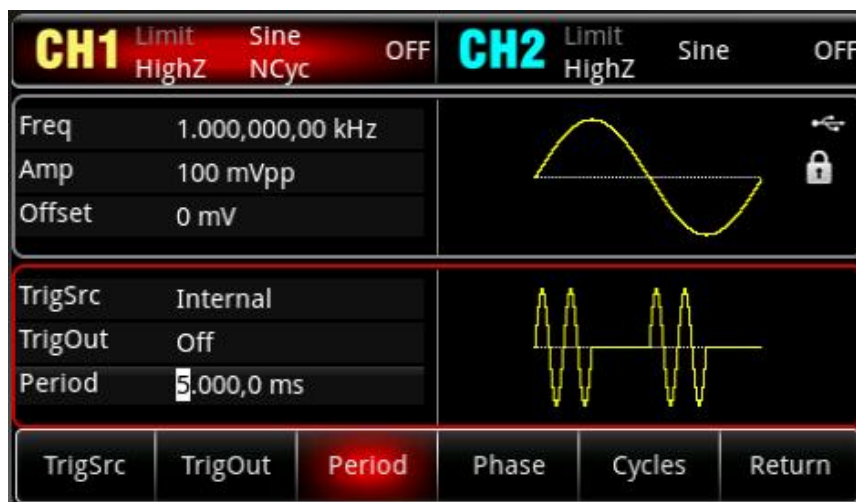 CH1 Limit Sine OFF CH2 Limit Sine OFF
HighZ NCyc HighZ
Freq 1.000,000,00 kHz
Amp 100 mVpp
Offset 0 mV
TrigSrc Internal
TrigOut Off
Period 5.000,0 ms
TrigSrc TrigOut Period Phase Cycles Return